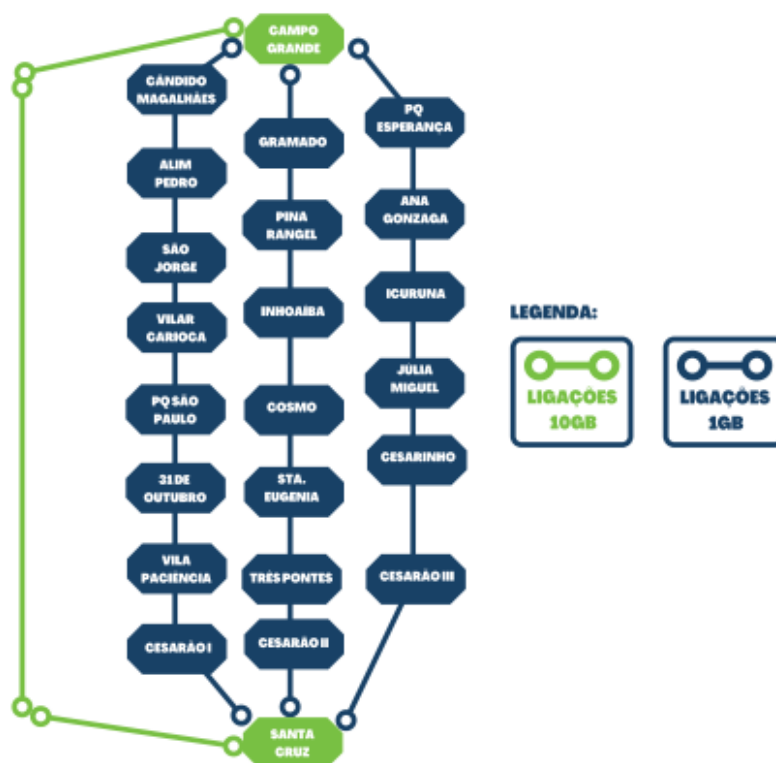 CAMPO
GRANDE
CÂNDIDO
MAGALHÃES
ALIM
PEDRO
SÃO
JORGE
VILAR
CARIOCA
PQ SÃO
PAULO
31 DE
OUTUBRO
VILA
PACIÊNCIA
CESARÃO I
GRAMADO
PINA
RANGEL
INHOAÍBA
COSMO
STA.
EUGENIA
TRÊS PONTES
CESARÃO II
PQ
ESPERANÇA
ANA
GONZAGA
ICURUNA
JÚLIA
MIGUEL
CESARINHO
CESARÃO III
SANTA
CRUZ
LEGENDA:
LIGAÇÕES
10GB
LIGAÇÕES
1GB